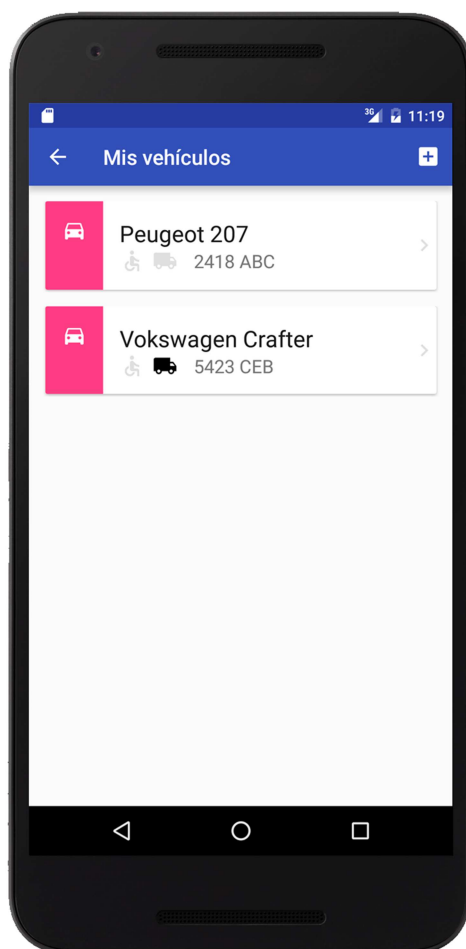 3G 11:19
Mis vehículos
Peugeot 207
2418 ABC
Vokswagen Crafter
5423 CEB